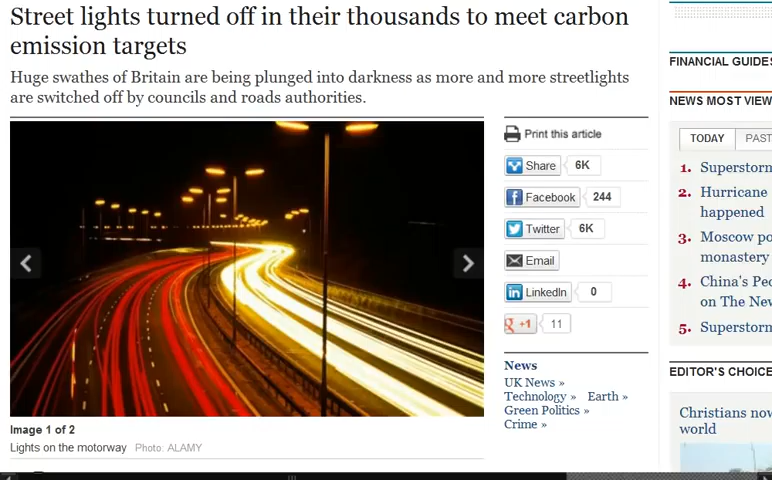 Street lights turned off in their thousands to meet carbon
emission targets
Huge swathes of Britain are being plunged into darkness as more and more streetlights
are switched off by councils and roads authorities.
Image 1 of 2
Lights on the motorway Photo: ALAMY
Print this article
Share 6K
Facebook 244
Twitter 6K
Email
LinkedIn 0
+1 11
News
UK News »
Technology » Earth »
Green Politics »
Crime »
FINANCIAL GUIDES
NEWS MOST VIEW
TODAY PAST
1. Superstorm
2. Hurricane
happened
3. Moscow po
monastery
4. China's Peo
on The New
5. Superstorm
EDITOR'S CHOICE
Christians now
world